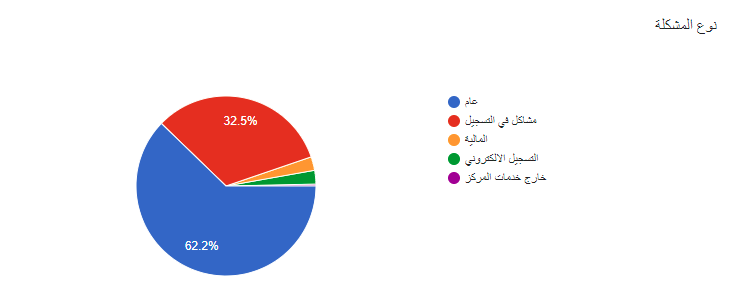 نوع المشكلة
عام
مشاكل في التسجيل
المالية
التسجيل الالكتروني
خارج خدمات المركز
32.5%
62.2%